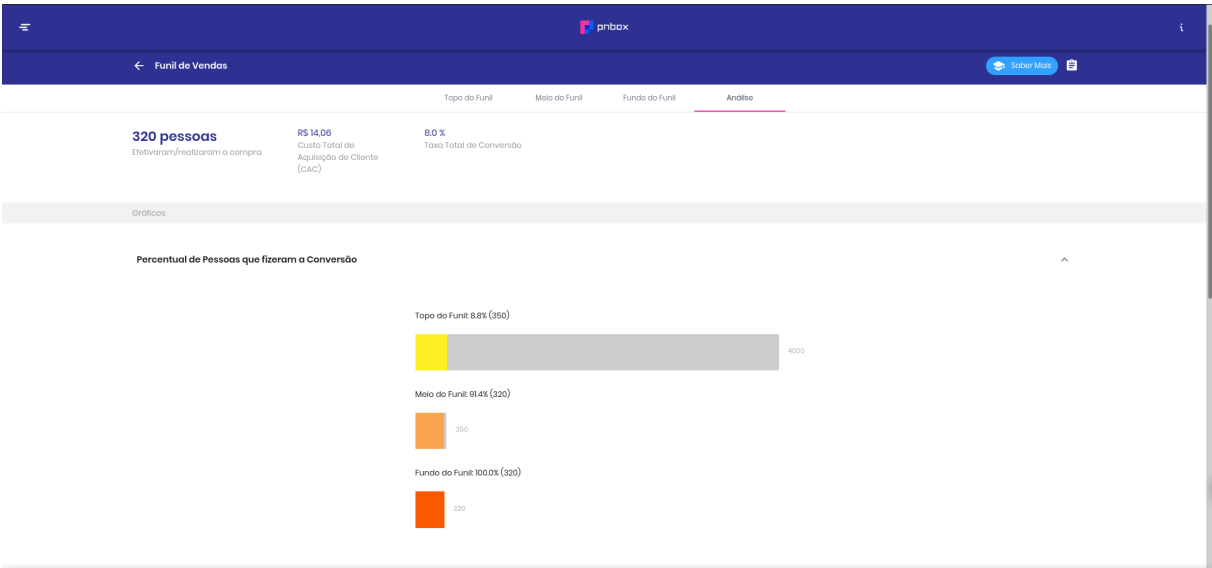 pnbox
i
Funil de Vendas
Saber Mais
Topo do Funil
Meio do Funil
Fundo do Funil
Análise
320 pessoas
Efetivaram/realizaram a compra
R$ 14,06
Custo Total de
Aquisição de Cliente
(CAC)
8.0 %
Taxa Total de Conversão
Gráficos
Percentual de Pessoas que fizeram a Conversão
Topo do Funil: 8.8% (350)
4000
Meio do Funil: 91.4% (320)
350
Fundo do Funil: 100.0% (320)
320